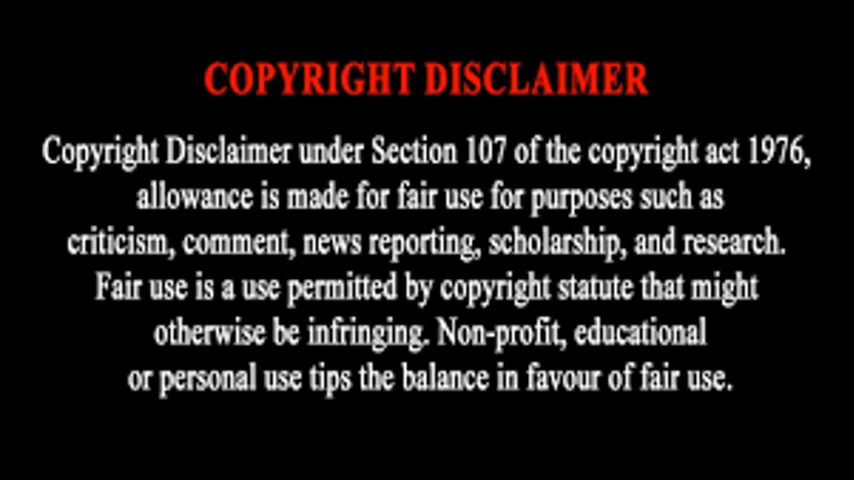 COPYRIGHT DISCLAIMER
Copyright Disclaimer under Section 107 of the copyright act 1976,
allowance is made for fair use for purposes such as
criticism, comment, news reporting, scholarship, and research.
Fair use is a use permitted by copyright statute that might
otherwise be infringing. Non-profit, educational
or personal use tips the balance in favour of fair use.